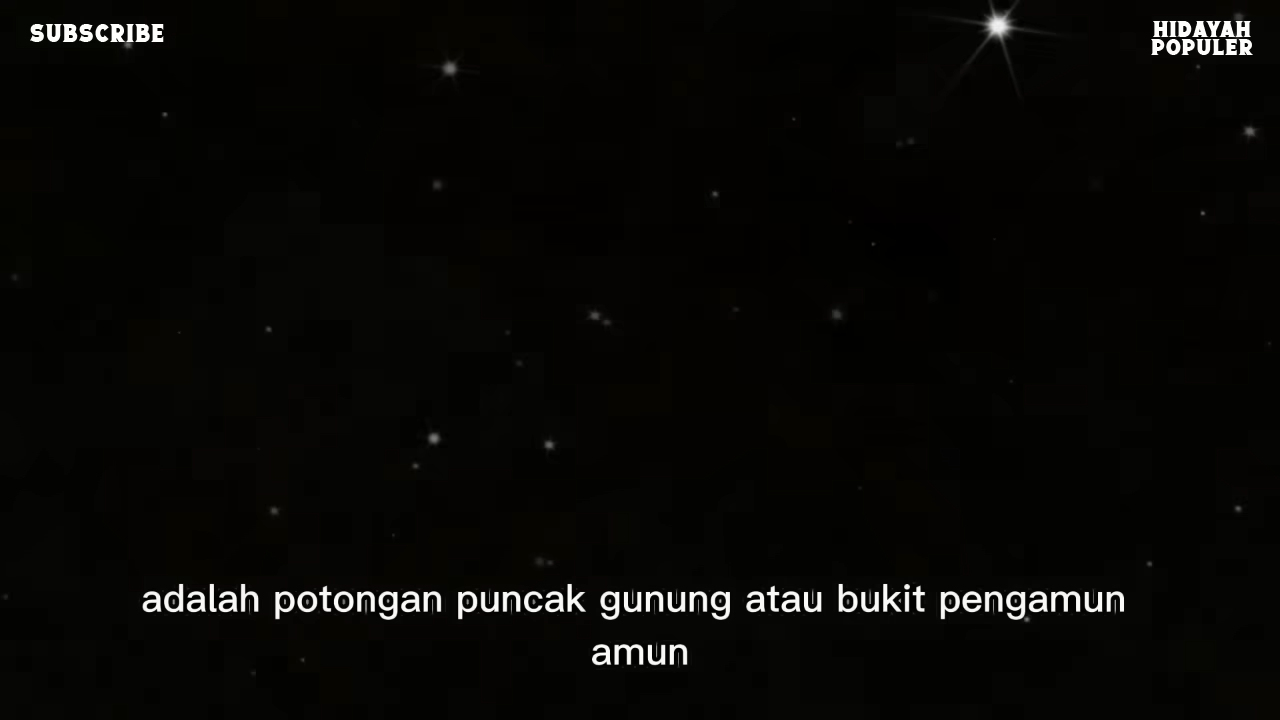 SUBSCRIBE
HIDAYAH
POPULER
adalah potongan puncak gunung atau bukit pengamun
amun